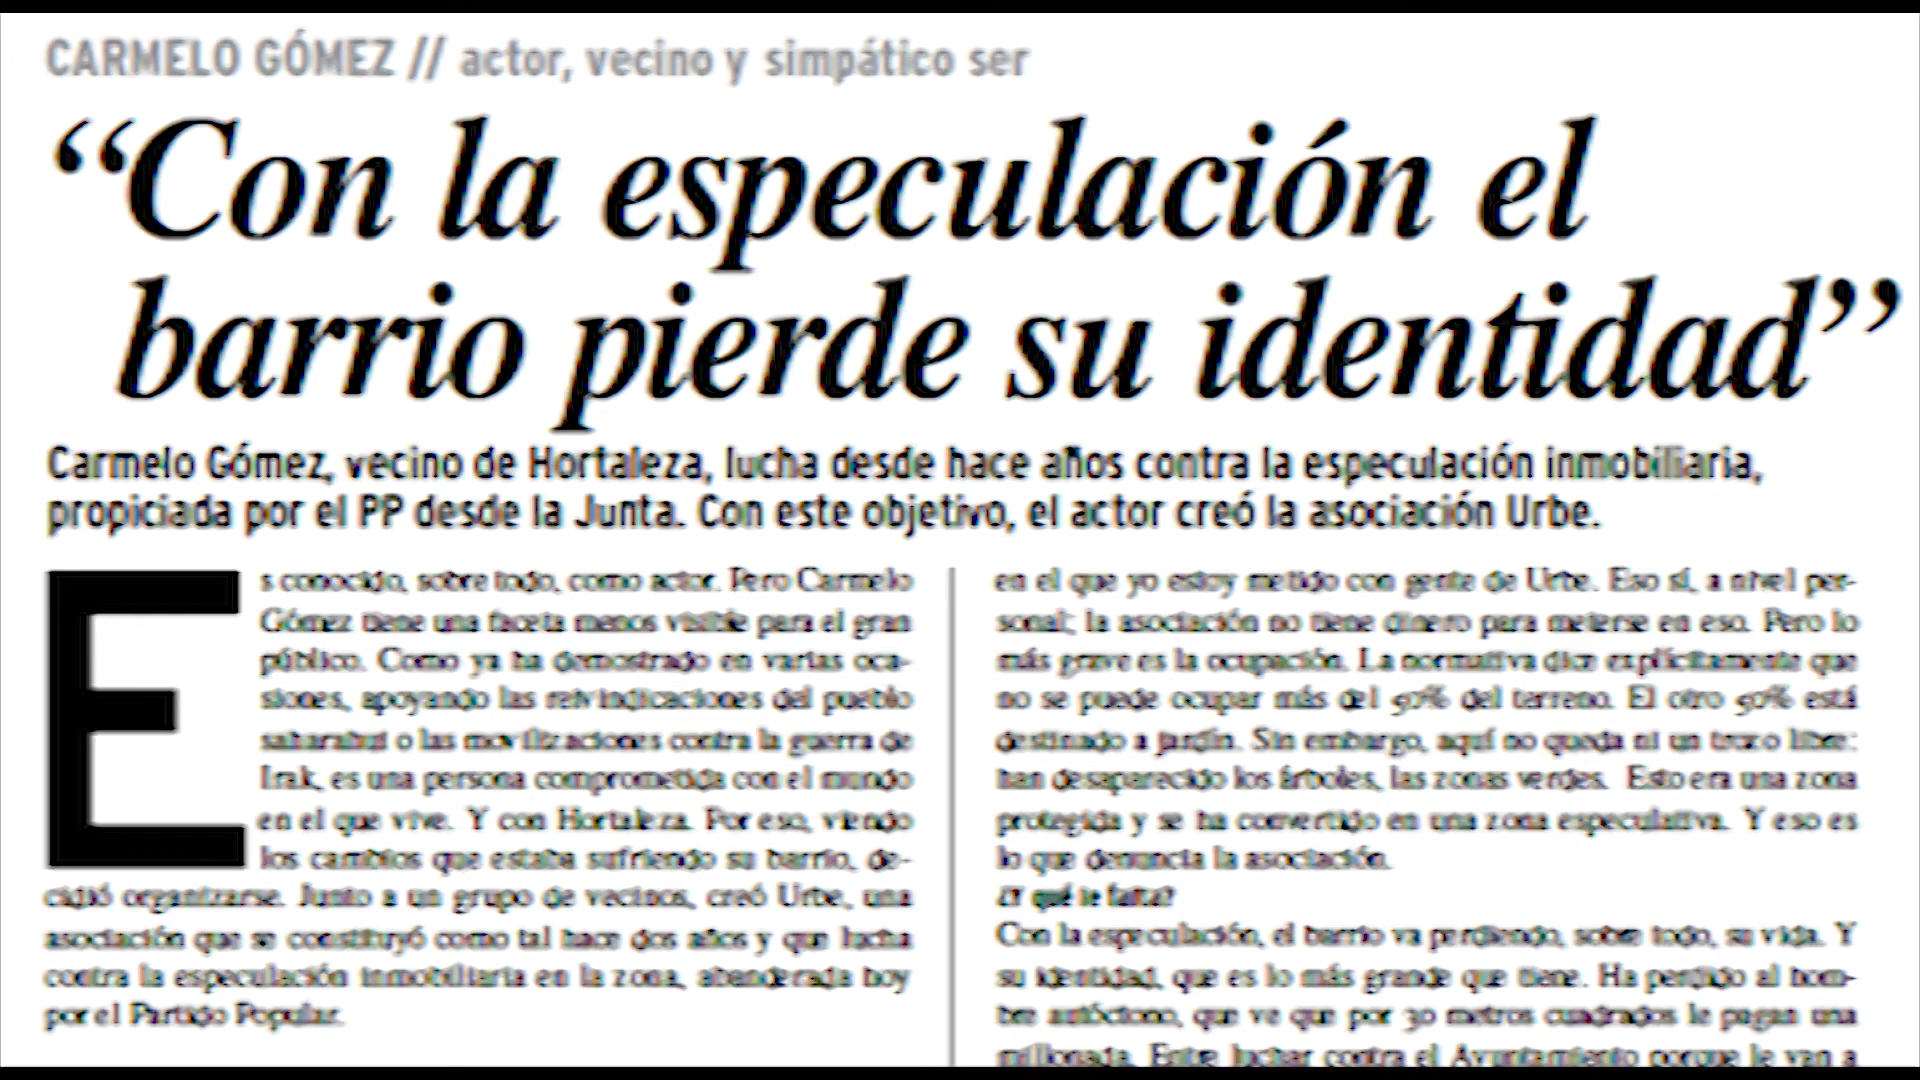 CARMELO GÓMEZ // actor, vecino y simpático ser
“Con la especulación el
barrio pierde su identidad”
Carmelo Gómez, vecino de Hortaleza, lucha desde hace años contra la especulación inmobiliaria,
propiciada por el PP desde la Junta. Con este objetivo, el actor creó la asociación Urbe.
Es conocido, sobre todo, como actor. Pero Carmelo
Gómez tiene una faceta menos visible para el gran
público. Como ya ha demostrado en varias oca-
siones, apoyando las reivindicaciones del pueblo
saharaui o las movilizaciones contra la guerra de
Irak, es una persona comprometida con el mundo
en el que vive. Y con Hortaleza. Por eso, viendo
los cambios que estaba sufriendo su barrio, de-
cidió organizarse. Junto a un grupo de vecinos, creó Urbe, una
asociación que se constituyó como tal hace dos años y que lucha
contra la especulación inmobiliaria en la zona, abanderada hoy
por el Partido Popular.
en el que yo estoy metido con gente de Urbe. Eso sí, a nivel per-
sonal; la asociación no tiene dinero para meterse en eso. Pero lo
más grave es la ocupación. La normativa dice explícitamente que
no se puede ocupar más del 50% del terreno. El otro 50% está
destinado a jardín. Sin embargo, aquí no queda ni un trozo libre:
han desaparecido los árboles, las zonas verdes. Esto era una zona
protegida y se ha convertido en una zona especulativa. Y eso es
lo que denuncia la asociación.
¿Y qué le falta?
Con la especulación, el barrio va perdiendo, sobre todo, su vida. Y
su identidad, que es lo más grande que tiene. Ha perdido al hom-
bre autóctono, que ve que por 30 metros cuadrados le pagan una
millonada. Entre luchar contra el Ayuntamiento porque le van a